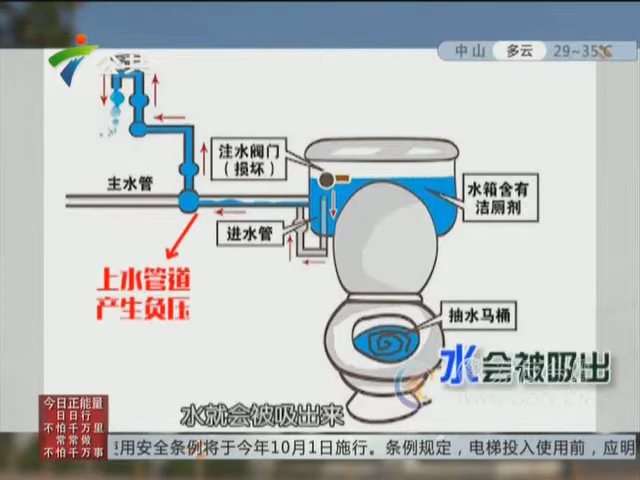 公共
中山 多云 29~35℃
注水阀门
(损坏)
主水管
水箱含有
洁厕剂
进水管
上水管道
产生负压
抽水马桶
水会被吸出
水就会被吸出来
今日正能量
日日行
不怕千万里
常常做
不怕千万事
用安全条例将于今年10月1日施行。条例规定，电梯投入使用前，应明